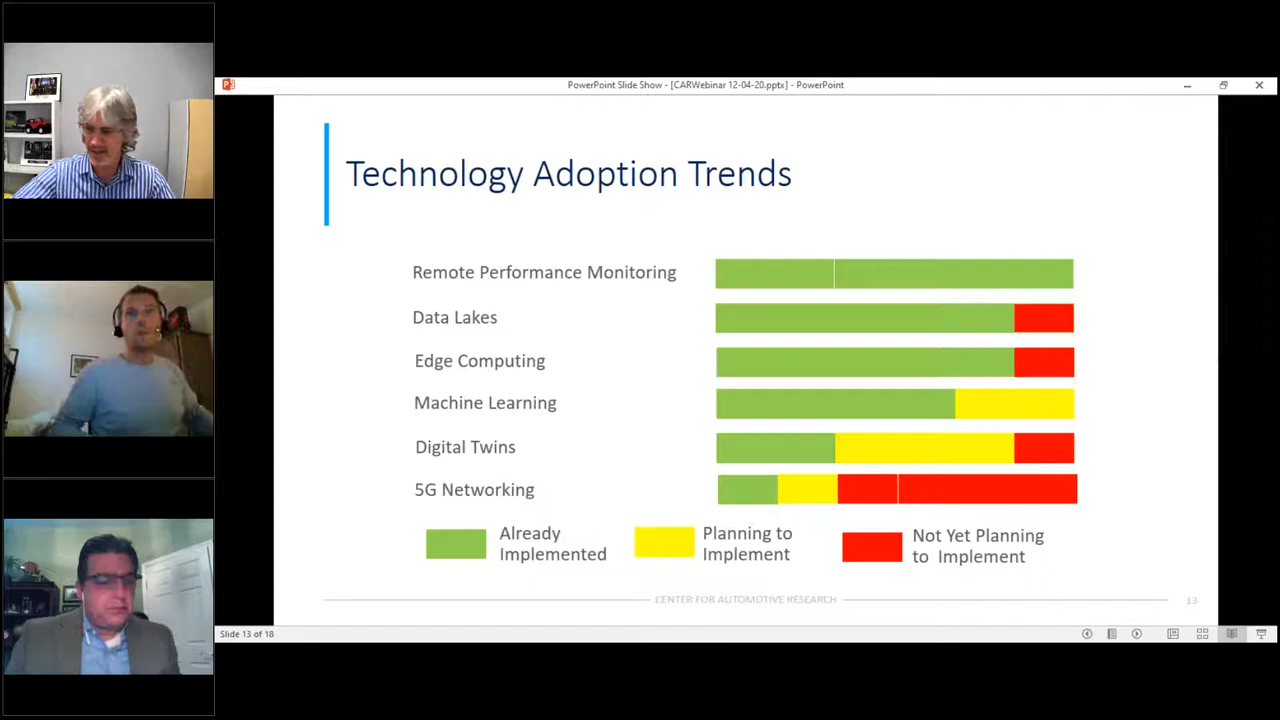 PowerPoint Slide Show - [CARWebinar 12-04-20.pptx] - PowerPoint
Technology Adoption Trends
Remote Performance Monitoring
Data Lakes
Edge Computing
Machine Learning
Digital Twins
5G Networking
Already
Implemented
Planning to
Implement
Not Yet Planning
to Implement
CENTER FOR AUTOMOTIVE RESEARCH
13
Slide 13 of 18